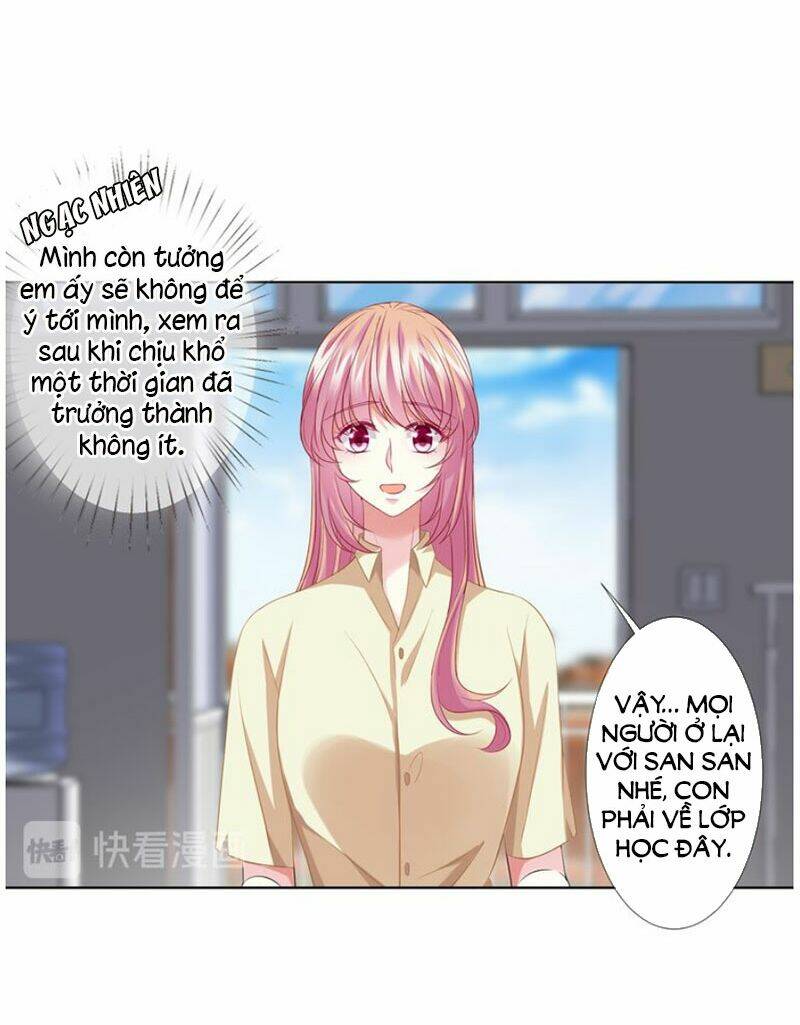 NGẠC NHIÊN
Mình còn tưởng
em ấy sẽ không để
ý tới mình, xem ra
sau khi chịu khổ
một thời gian đã
trưởng thành
không ít.
VẬY... MỌI
NGƯỜI Ở LẠI
VỚI SAN SAN
NHÉ, CON
PHẢI VỀ LỚP
HỌC ĐÂY.
快看! 快看漫画